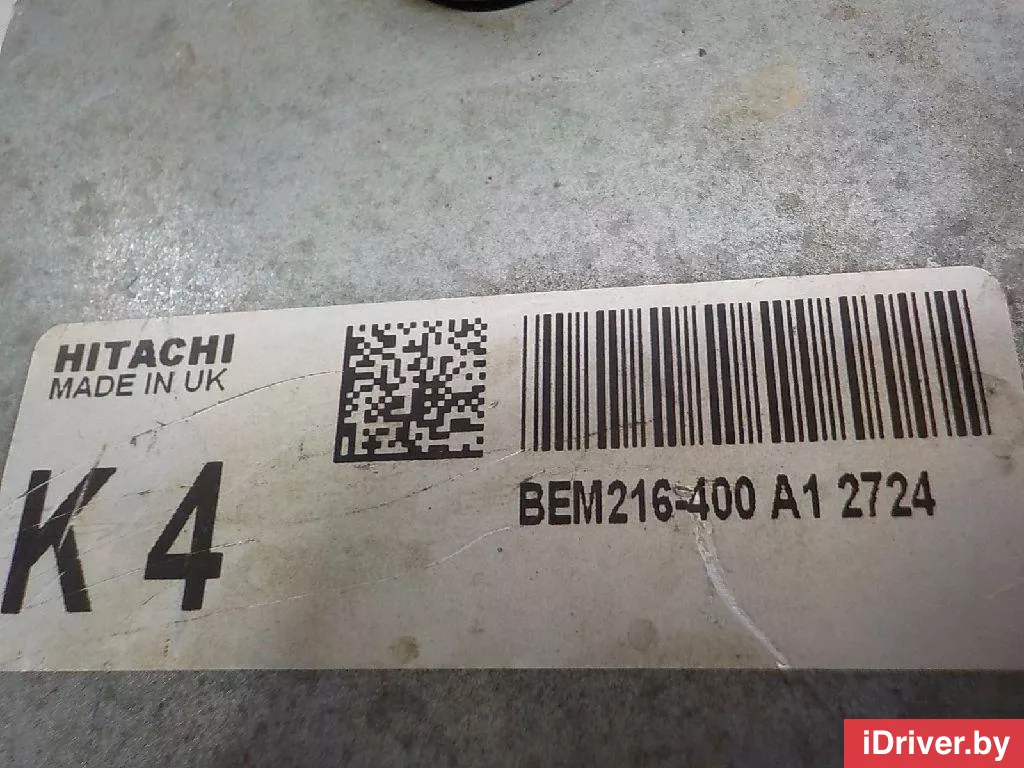 HITACHI
MADE IN UK
K 4
BEM216-400 A1 2724
iDriver.by